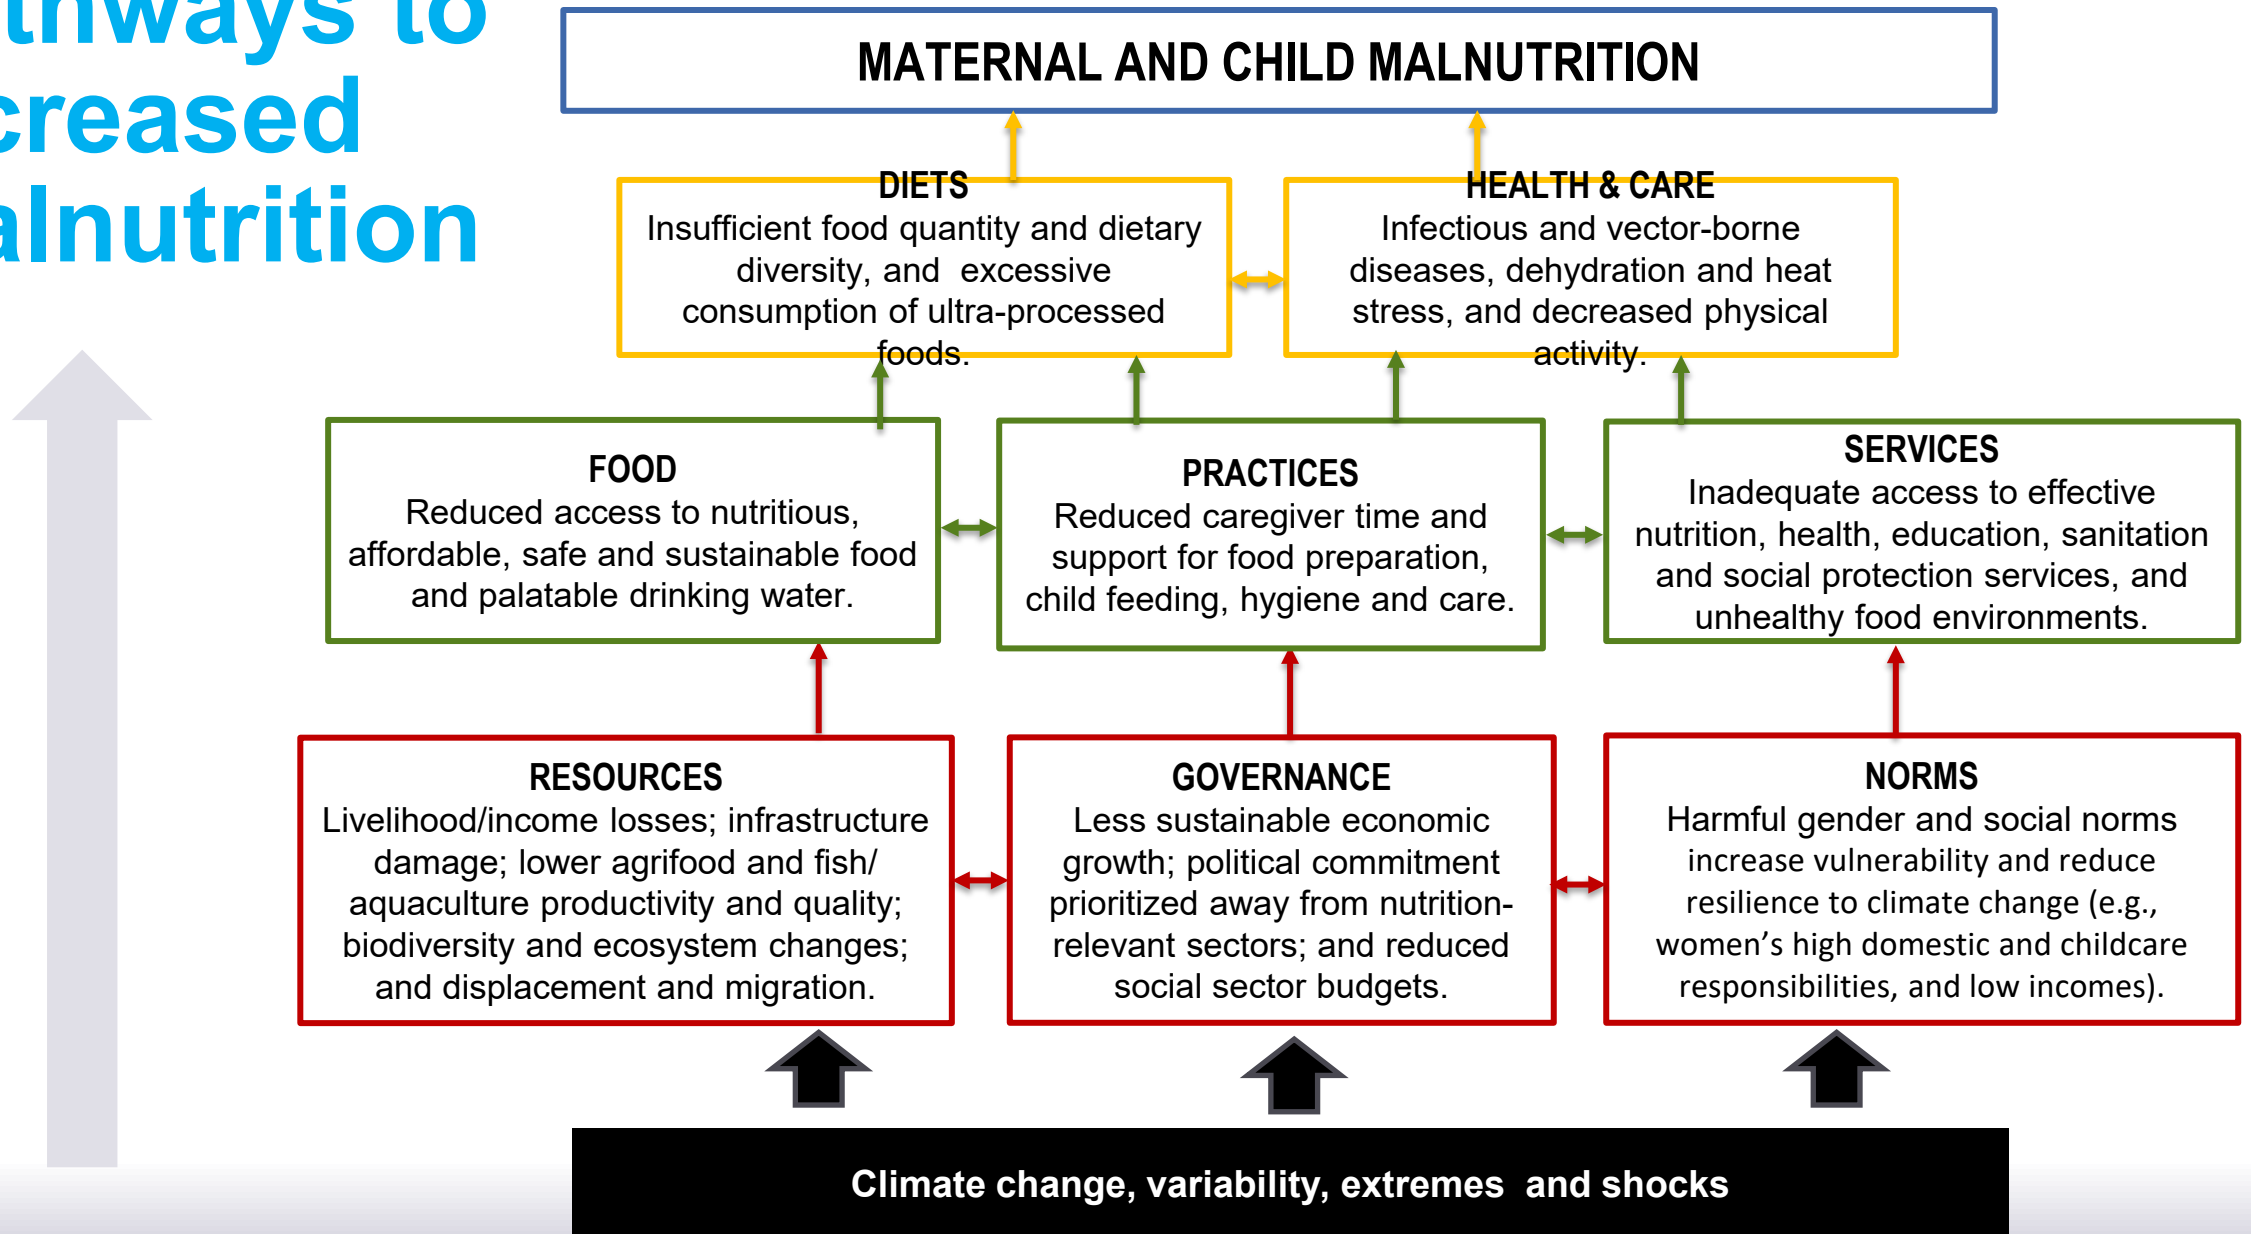 thways to
creased
alnutrition
MATERNAL AND CHILD MALNUTRITION
DIETS
Insufficient food quantity and dietary
diversity, and excessive
consumption of ultra-processed
foods.
HEALTH & CARE
Infectious and vector-borne
diseases, dehydration and heat
stress, and decreased physical
activity.
FOOD
Reduced access to nutritious,
affordable, safe and sustainable food
and palatable drinking water.
PRACTICES
Reduced caregiver time and
support for food preparation,
child feeding, hygiene and care.
SERVICES
Inadequate access to effective
nutrition, health, education, sanitation
and social protection services, and
unhealthy food environments.
RESOURCES
Livelihood/income losses; infrastructure
damage; lower agrifood and fish/
aquaculture productivity and quality;
biodiversity and ecosystem changes;
and displacement and migration.
GOVERNANCE
Less sustainable economic
growth; political commitment
prioritized away from nutrition-
relevant sectors; and reduced
social sector budgets.
NORMS
Harmful gender and social norms
increase vulnerability and reduce
resilience to climate change (e.g.,
women’s high domestic and childcare
responsibilities, and low incomes).
Climate change, variability, extremes and shocks